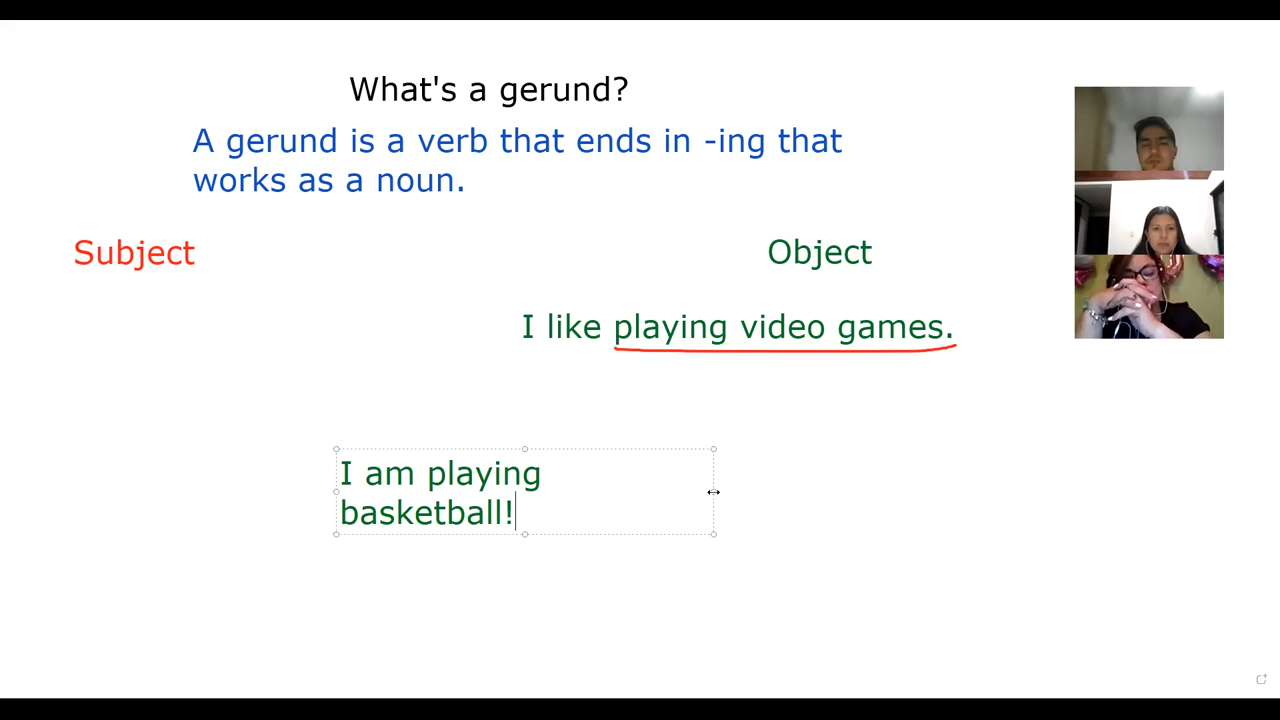 What's a gerund?
A gerund is a verb that ends in -ing that
works as a noun.
Subject
Object
I like playing video games.
I am playing
basketball!